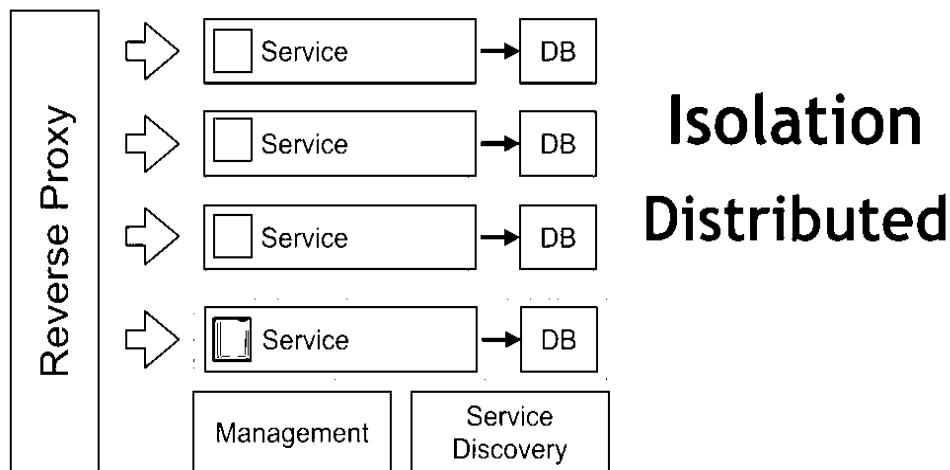 Reverse Proxy
Service
DB
Service
DB
Service
DB
Service
DB
Management
Service
Discovery
Isolation
Distributed